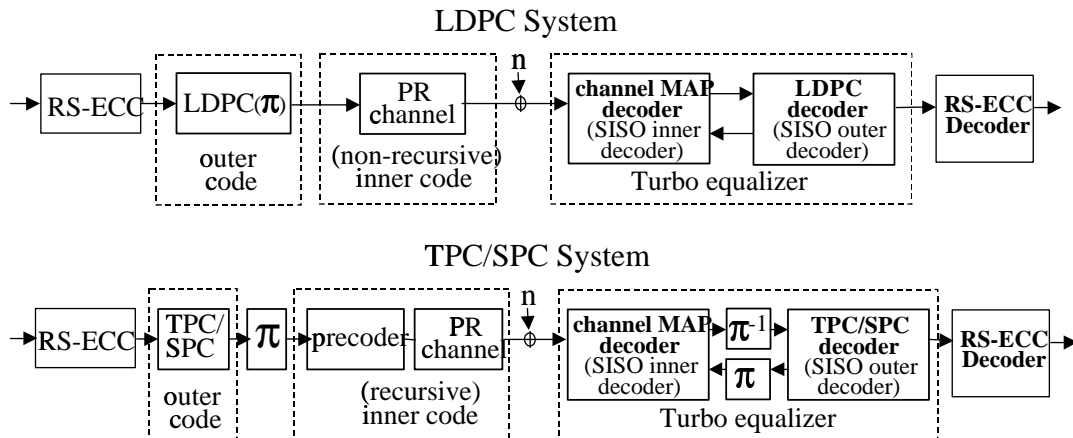 LDPC System
RS-ECC
LDPC(π)
outer
code
PR
channel
(non-recursive)
inner code
n
channel MAP
decoder
(SISO inner
decoder)
LDPC
decoder
(SISO outer
decoder)
Turbo equalizer
RS-ECC
Decoder
TPC/SPC System
RS-ECC
TPC/
SPC
outer
code
π
precoder
PR
channel
(recursive)
inner code
n
channel MAP
decoder
(SISO inner
decoder)
π-1
π
TPC/SPC
decoder
(SISO outer
decoder)
Turbo equalizer
RS-ECC
Decoder